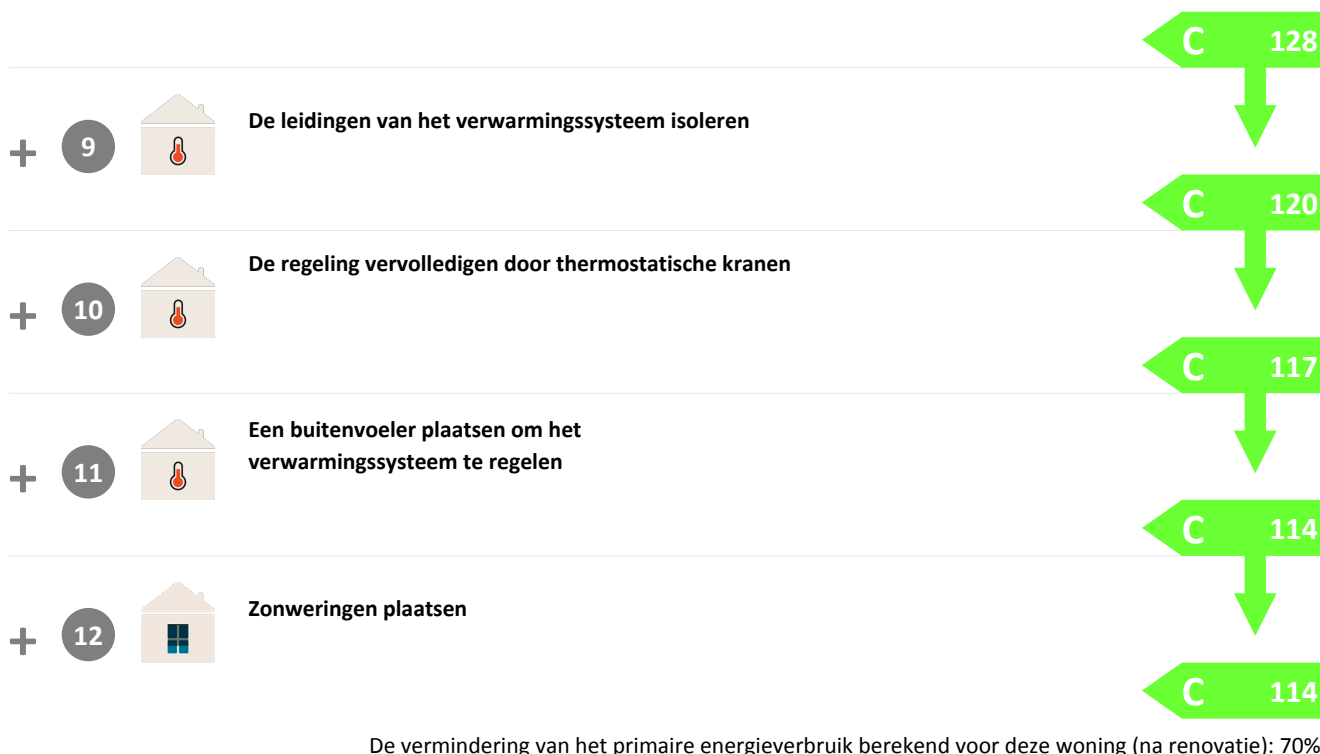 C 128
De leidingen van het verwarmingssysteem isoleren
+ 9
C 120
De regeling vervolledigen door thermostatische kranen
+ 10
C 117
Een buitenvoeler plaatsen om het
verwarmingssysteem te regelen
+ 11
C 114
Zonweringen plaatsen
+ 12
C 114
De vermindering van het primaire energieverbruik berekend voor deze woning (na renovatie): 70%